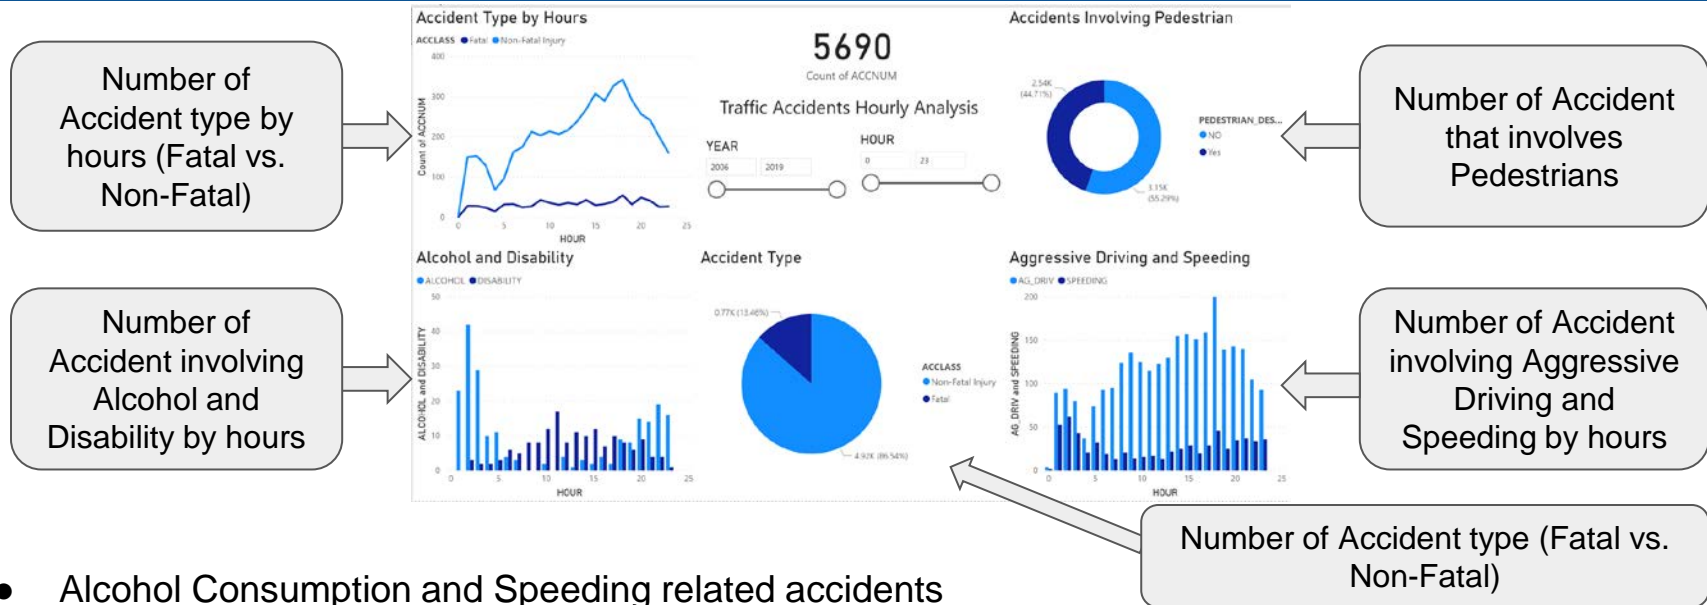 Number of
Accident type by
hours (Fatal vs.
Non-Fatal)
Number of
Accident involving
Alcohol and
Disability by hours
Accident Type by Hours
ACCLASS Fatal Non-Fatal Injury
Count of ACCNUM
400
300
200
100
0
0 5 10 15 20 25
HOUR
5690
Count of ACCNUM
Traffic Accidents Hourly Analysis
YEAR
2006 2019
HOUR
0 23
Accidents Involving Pedestrian
2.54K
(44.71%)
3.15K
(55.29%)
PEDESTRIAN_DES...
NO
Yes
Alcohol and Disability
ALCOHOL DISABILITY
ALCOHOL and DISABILITY
50
40
30
20
10
0
0 5 10 15 20 25
HOUR
Accident Type
0.77K (13.46%)
4.92K (86.54%)
ACCLASS
Non-Fatal Injury
Fatal
Aggressive Driving and Speeding
AG_DRIV SPEEDING
AG_DRIV and SPEEDING
200
150
100
50
0
0 5 10 15 20 25
HOUR
Number of Accident
that involves
Pedestrians
Number of Accident
involving Aggressive
Driving and
Speeding by hours
Number of Accident type (Fatal vs.
Non-Fatal)
● Alcohol Consumption and Speeding related accidents